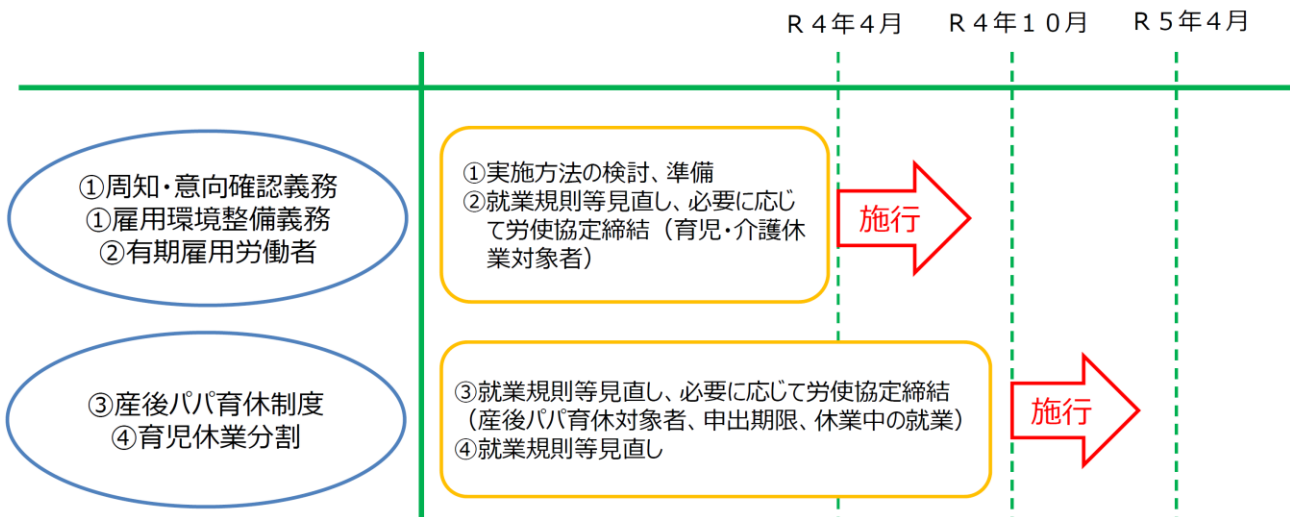 R4年4月 R4年10月 R5年4月
①周知・意向確認義務
①雇用環境整備義務
②有期雇用労働者
①実施方法の検討、準備
②就業規則等見直し、必要に応じ
て労使協定締結（育児・介護休
業対象者）
施行
③産後パパ育休制度
④育児休業分割
③就業規則等見直し、必要に応じて労使協定締結
（産後パパ育休対象者、申出期限、休業中の就業）
④就業規則等見直し
施行